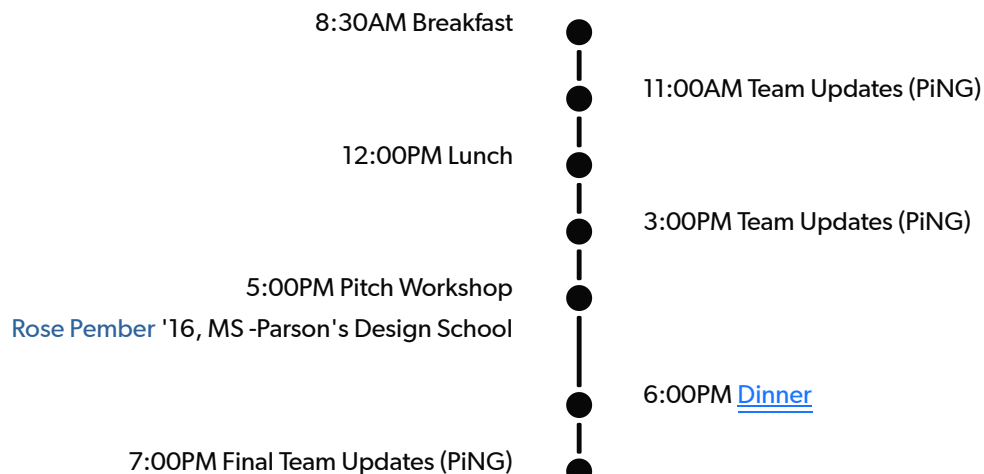 8:30AM Breakfast
11:00AM Team Updates (PiNG)
12:00PM Lunch
3:00PM Team Updates (PiNG)
5:00PM Pitch Workshop
Rose Pember '16, MS -Parson's Design School
6:00PM Dinner
7:00PM Final Team Updates (PiNG)